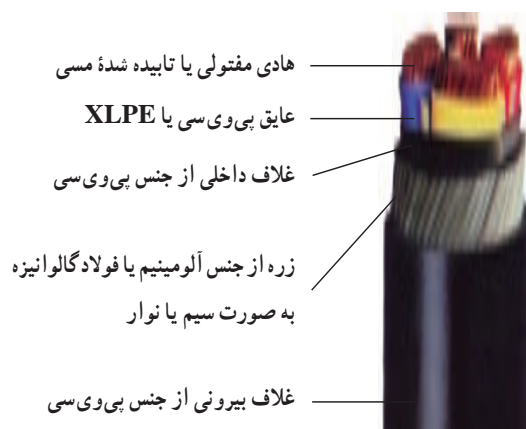 هادی مفتولی یا تابیده شدهٔ مسی
عایق پی‌وی‌سی یا XLPE
غلاف داخلی از جنس پی‌وی‌سی
زره از جنس آلومینیم یا فولاد گالوانیزه
به صورت سیم یا نوار
غلاف بیرونی از جنس پی‌وی‌سی